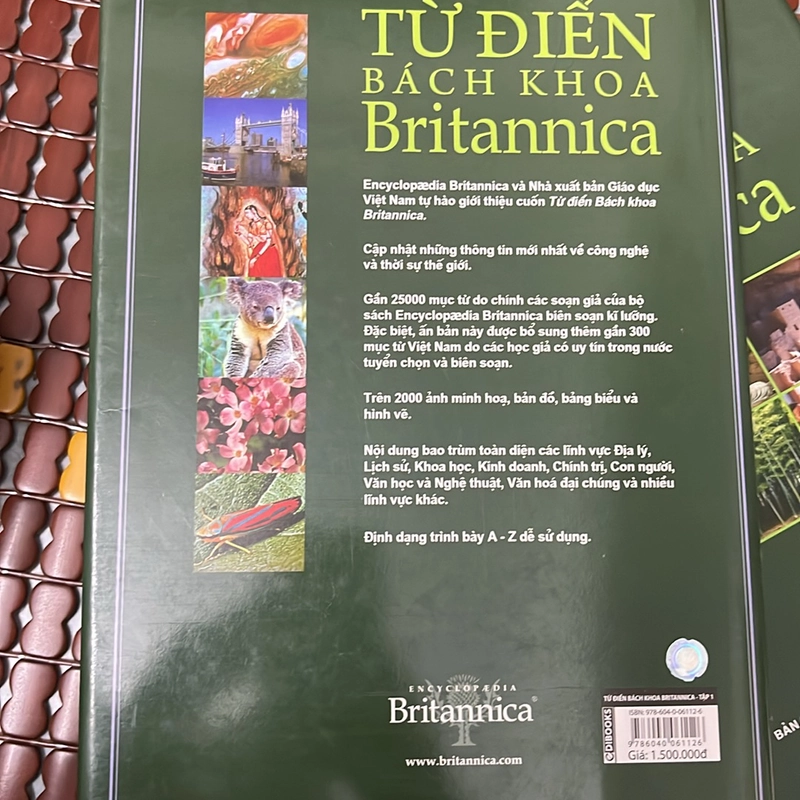 TỪ ĐIỂN
BÁCH KHOA
Britannica
Encyclopædia Britannica và Nhà xuất bản Giáo dục
Việt Nam tự hào giới thiệu cuốn Từ điển Bách khoa
Britannica.
Cập nhật những thông tin mới nhất về công nghệ
và thời sự thế giới.
Gần 25000 mục từ do chính các soạn giả của bộ
sách Encyclopædia Britannica biên soạn kĩ lưỡng.
Đặc biệt, ấn bản này được bổ sung thêm gần 300
mục từ Việt Nam do các học giả có uy tín trong nước
tuyển chọn và biên soạn.
Trên 2000 ảnh minh hoạ, bản đồ, bảng biểu và
hình vẽ.
Nội dung bao trùm toàn diện các lĩnh vực Địa lý,
Lịch sử, Khoa học, Kinh doanh, Chính trị, Con người,
Văn học và Nghệ thuật, Văn hoá đại chúng và nhiều
lĩnh vực khác.
Định dạng trình bày A - Z dễ sử dụng.
ENCYCLOPÆDIA
Britannica®
www.britannica.com
TỪ ĐIỂN BÁCH KHOA BRITANNICA - TẬP 1
ISBN: 978-604-0-06112-6
CDIBOOKS
9786040061126
Giá: 1.500.000đ
A
ca
BẢN